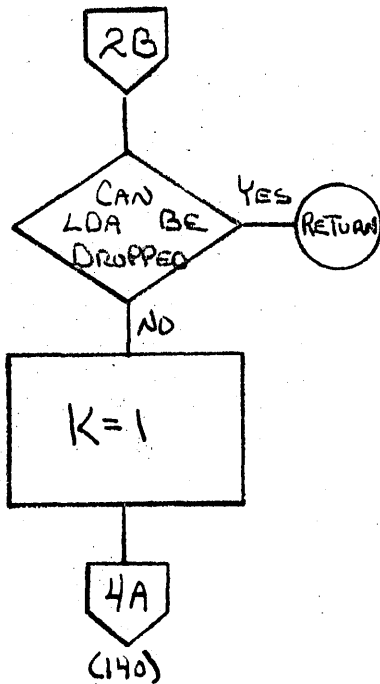 2B
CAN
LDA BE
DROPPED
YES
RETURN
NO
K=1
4A
(140)